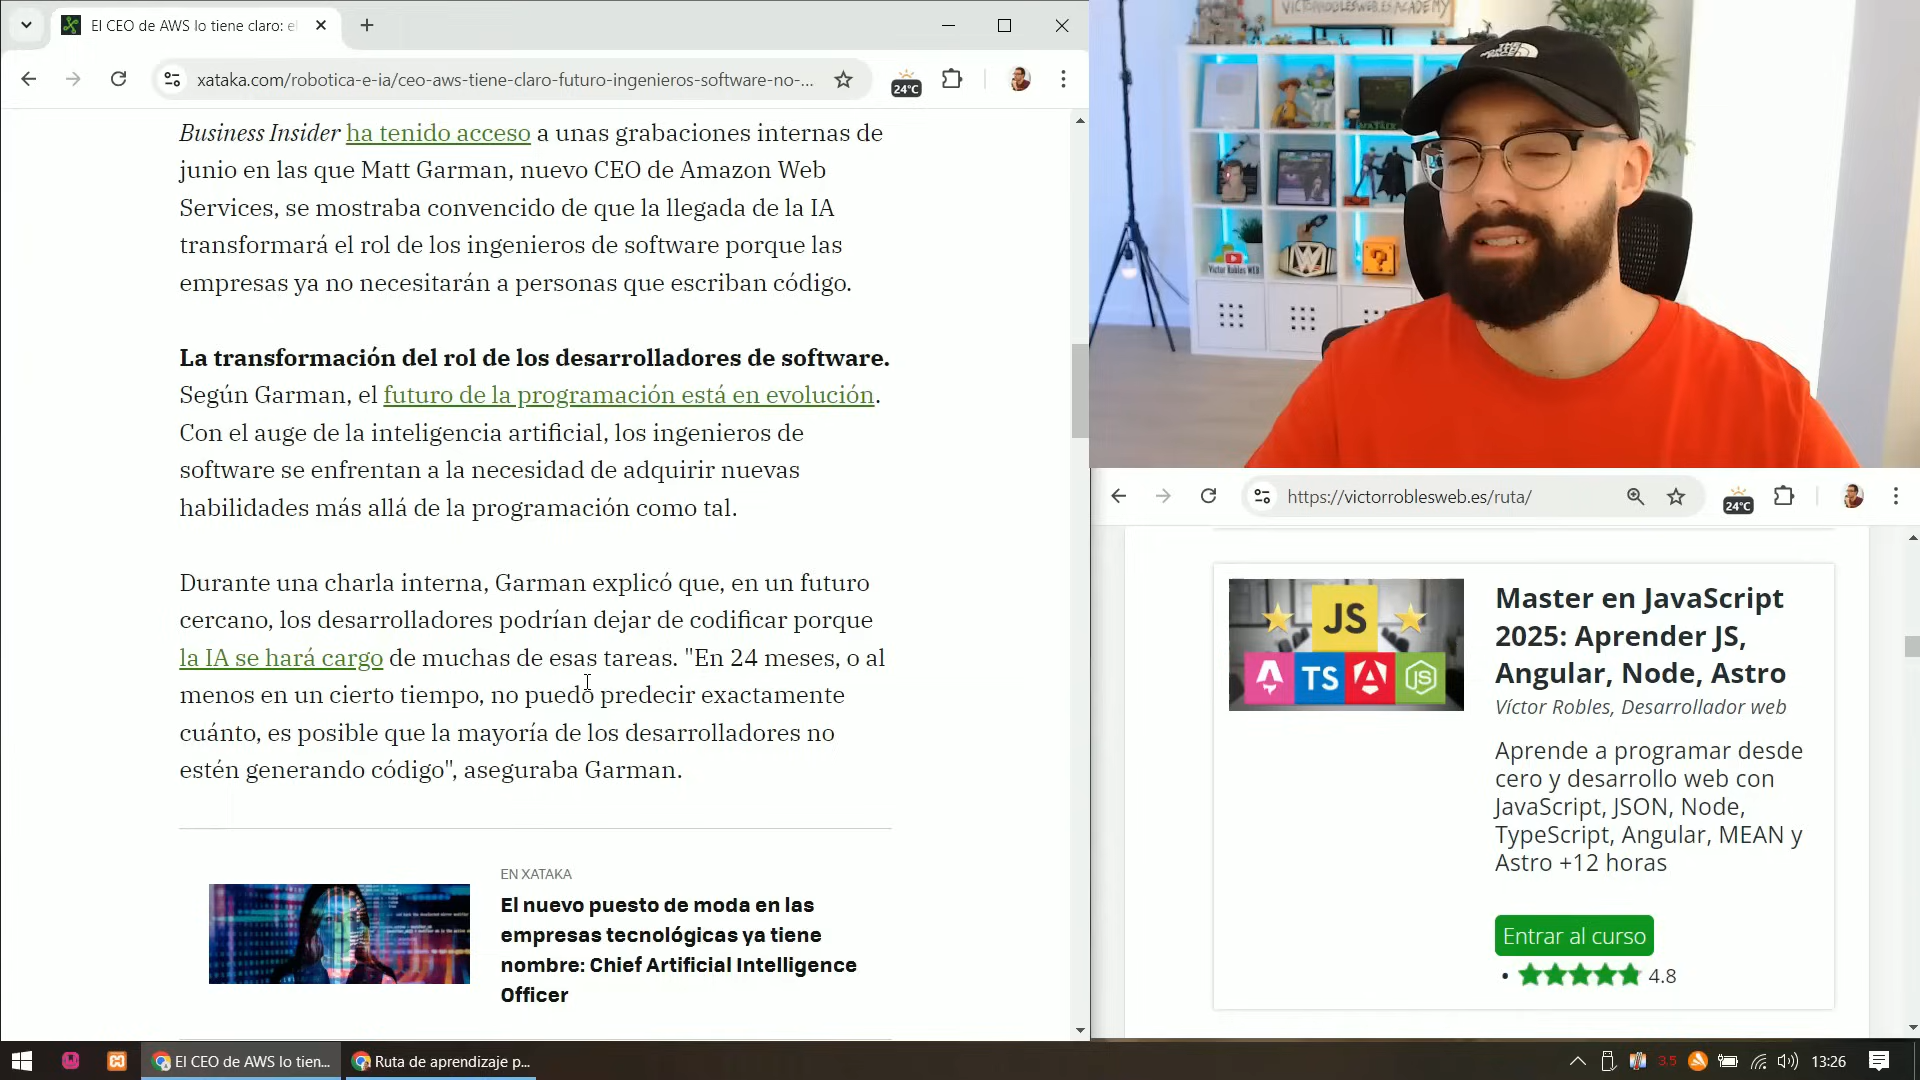 El CEO de AWS lo tiene claro: el
xataka.com/robotica-e-ia/ceo-aws-tiene-claro-futuro-ingenieros-software-no-...
24°C
Business Insider ha tenido acceso a unas grabaciones internas de
junio en las que Matt Garman, nuevo CEO de Amazon Web
Services, se mostraba convencido de que la llegada de la IA
transformará el rol de los ingenieros de software porque las
empresas ya no necesitarán a personas que escriban código.
La transformación del rol de los desarrolladores de software.
Según Garman, el futuro de la programación está en evolución.
Con el auge de la inteligencia artificial, los ingenieros de
software se enfrentan a la necesidad de adquirir nuevas
habilidades más allá de la programación como tal.
Durante una charla interna, Garman explicó que, en un futuro
cercano, los desarrolladores podrían dejar de codificar porque
la IA se hará cargo de muchas de esas tareas. "En 24 meses, o al
menos en un cierto tiempo, no puedo predecir exactamente
cuánto, es posible que la mayoría de los desarrolladores no
estén generando código", aseguraba Garman.
EN XATAKA
El nuevo puesto de moda en las
empresas tecnológicas ya tiene
nombre: Chief Artificial Intelligence
Officer
VICTORROBLESWEB.ES ACADEMY
THE
Victor Robles WEB
W
?
https://victorroblesweb.es/ruta/
24°C
JS
TS
JS
Master en JavaScript
2025: Aprender JS,
Angular, Node, Astro
Víctor Robles, Desarrollador web
Aprende a programar desde
cero y desarrollo web con
JavaScript, JSON, Node,
TypeScript, Angular, MEAN y
Astro +12 horas
Entrar al curso
4.8
El CEO de AWS lo tien...
Ruta de aprendizaje p...
3.5
13:26